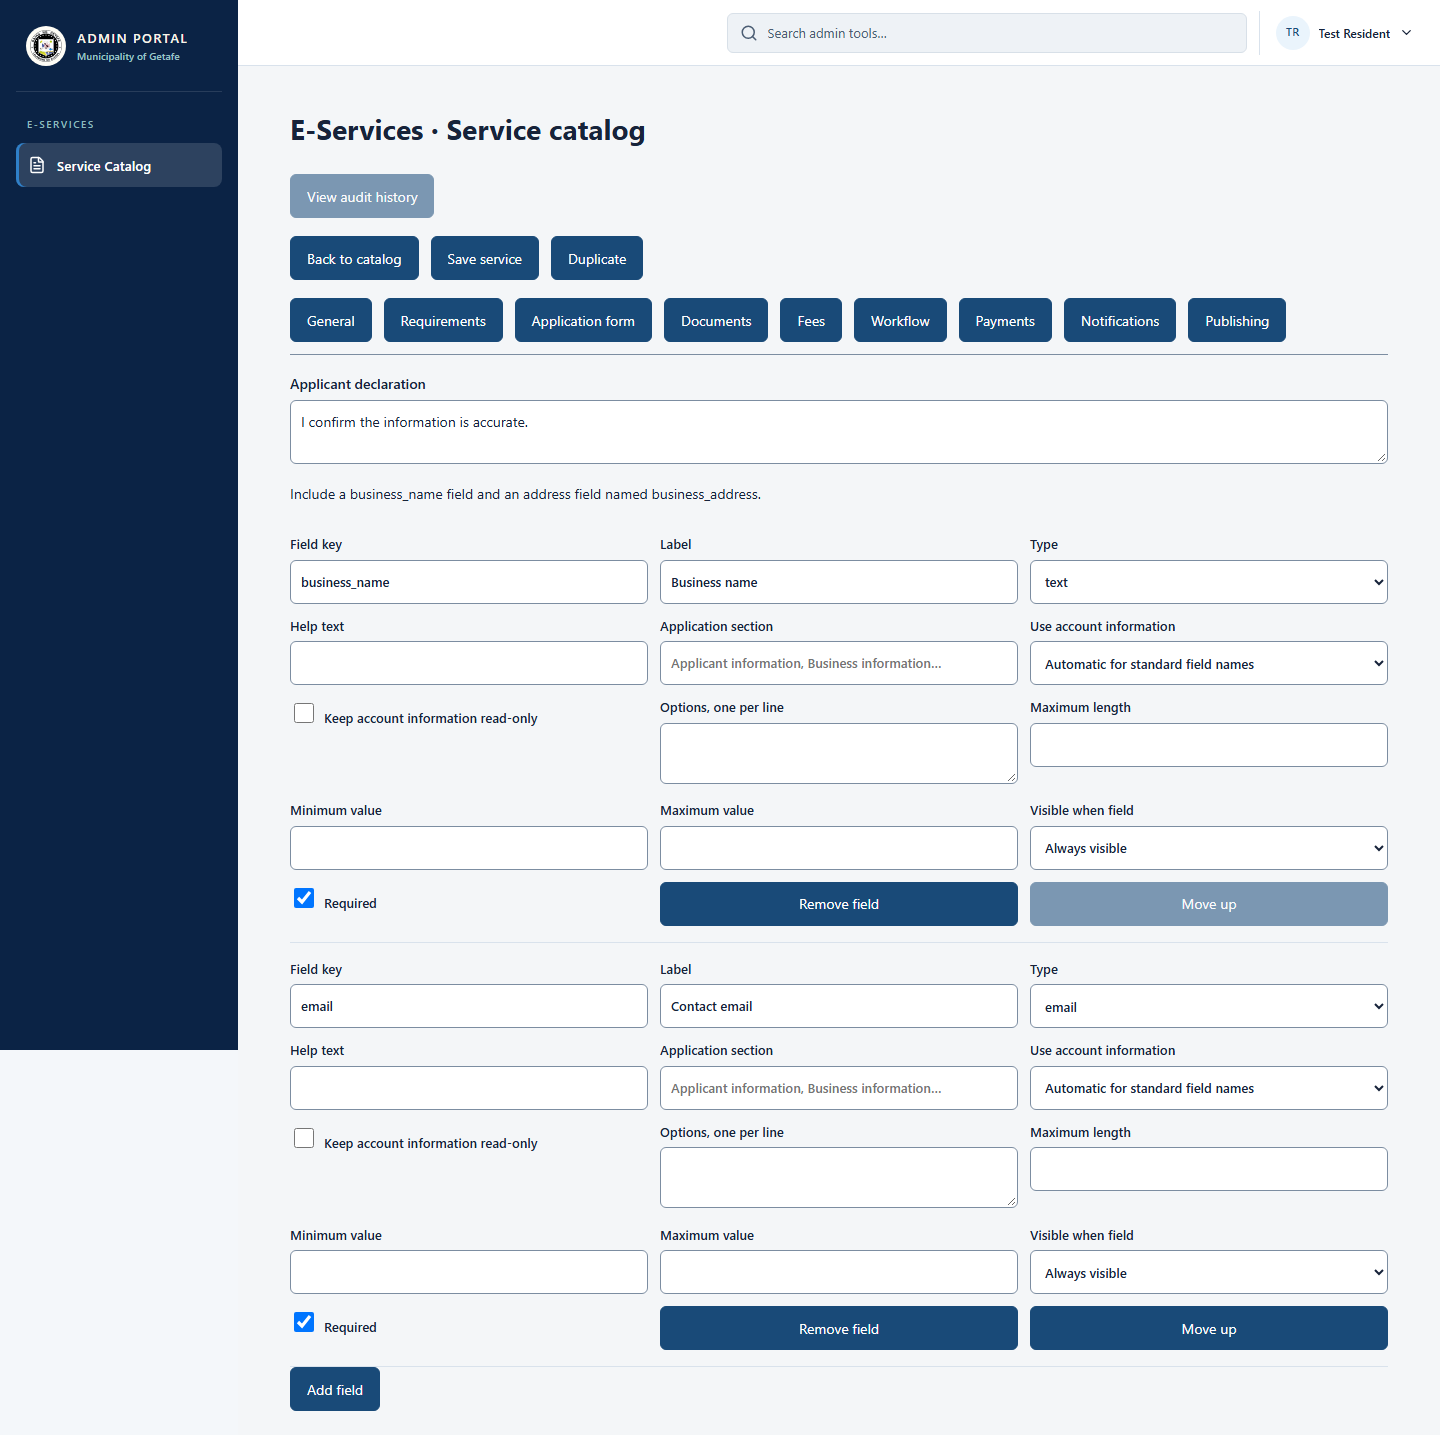 ADMIN PORTAL
Municipality of Getafe
Search admin tools...
TR
Test Resident
E-SERVICES
Service Catalog
E-Services · Service catalog
View audit history
Back to catalog
Save service
Duplicate
General
Requirements
Application form
Documents
Fees
Workflow
Payments
Notifications
Publishing
Applicant declaration
I confirm the information is accurate.
Include a business_name field and an address field named business_address.
Field key
Label
Type
business_name
Business name
text
Help text
Application section
Use account information
Applicant information, Business information...
Automatic for standard field names
Keep account information read-only
Options, one per line
Maximum length
Minimum value
Maximum value
Visible when field
Always visible
Required
Remove field
Move up
Field key
Label
Type
email
Contact email
email
Help text
Application section
Use account information
Applicant information, Business information...
Automatic for standard field names
Keep account information read-only
Options, one per line
Maximum length
Minimum value
Maximum value
Visible when field
Always visible
Required
Remove field
Move up
Add field